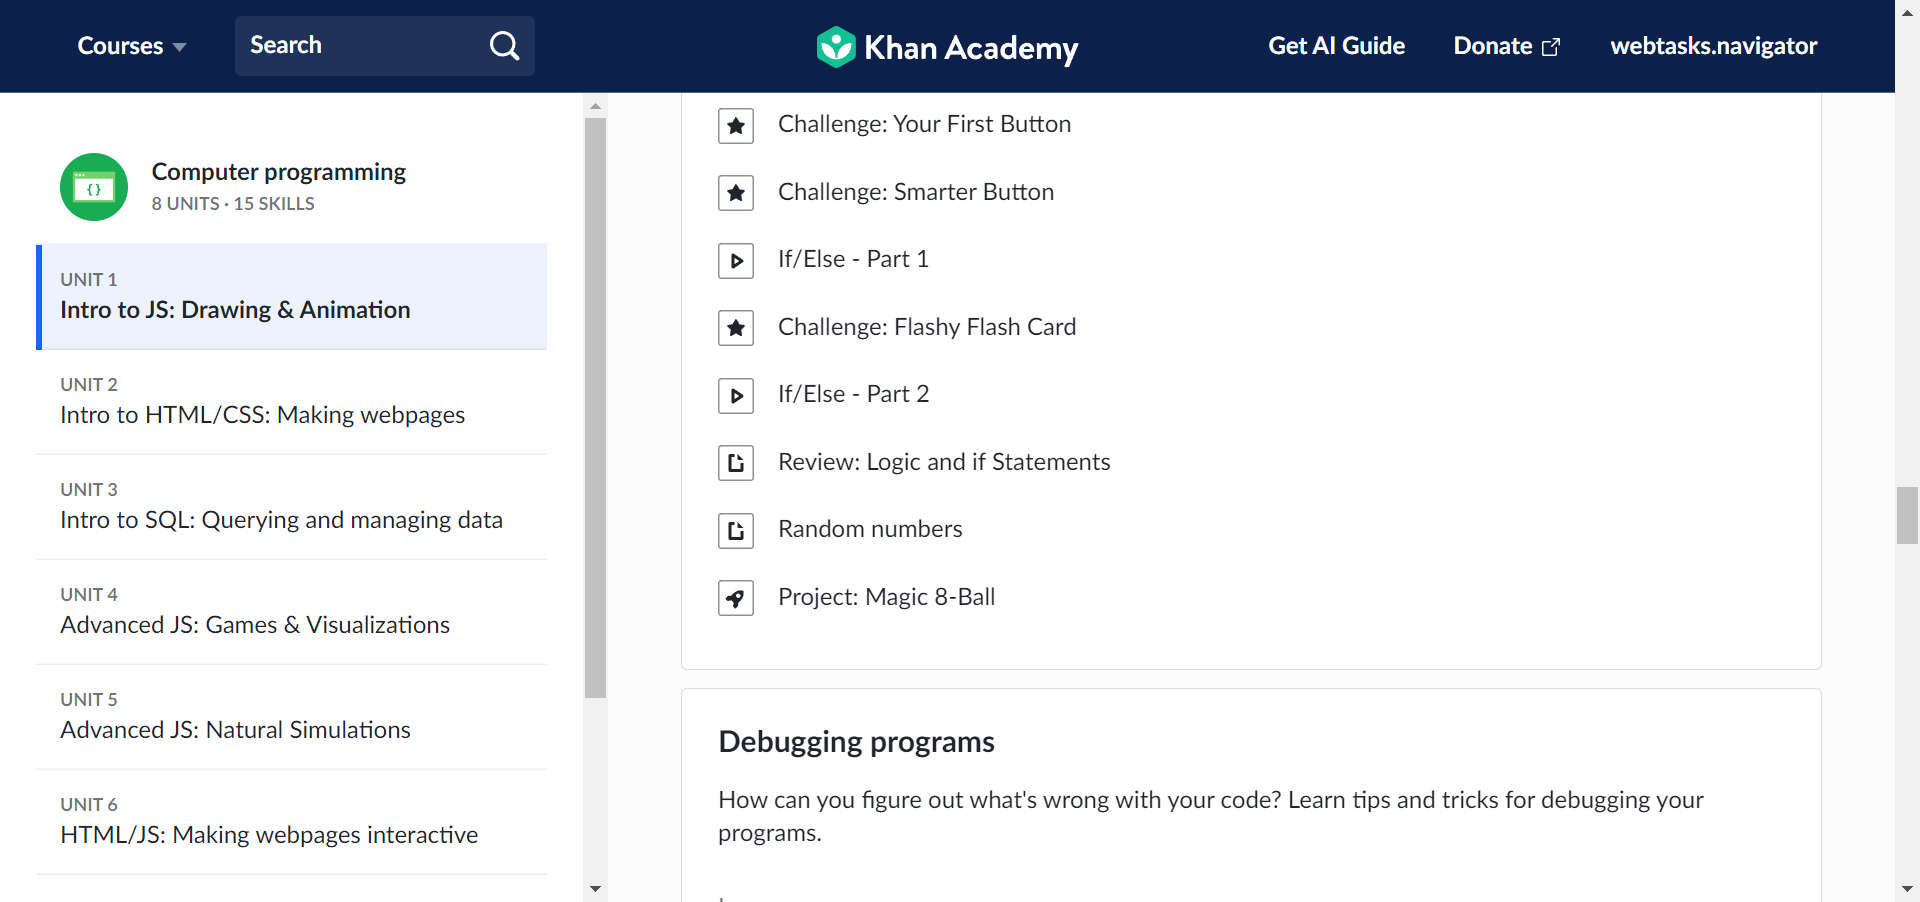 Courses
Search
Khan Academy
Get AI Guide
Donate
webtasks.navigator
Computer programming
8 UNITS · 15 SKILLS
UNIT 1
Intro to JS: Drawing & Animation
UNIT 2
Intro to HTML/CSS: Making webpages
UNIT 3
Intro to SQL: Querying and managing data
UNIT 4
Advanced JS: Games & Visualizations
UNIT 5
Advanced JS: Natural Simulations
UNIT 6
HTML/JS: Making webpages interactive
Challenge: Your First Button
Challenge: Smarter Button
If/Else - Part 1
Challenge: Flashy Flash Card
If/Else - Part 2
Review: Logic and if Statements
Random numbers
Project: Magic 8-Ball
Debugging programs
How can you figure out what's wrong with your code? Learn tips and tricks for debugging your
programs.